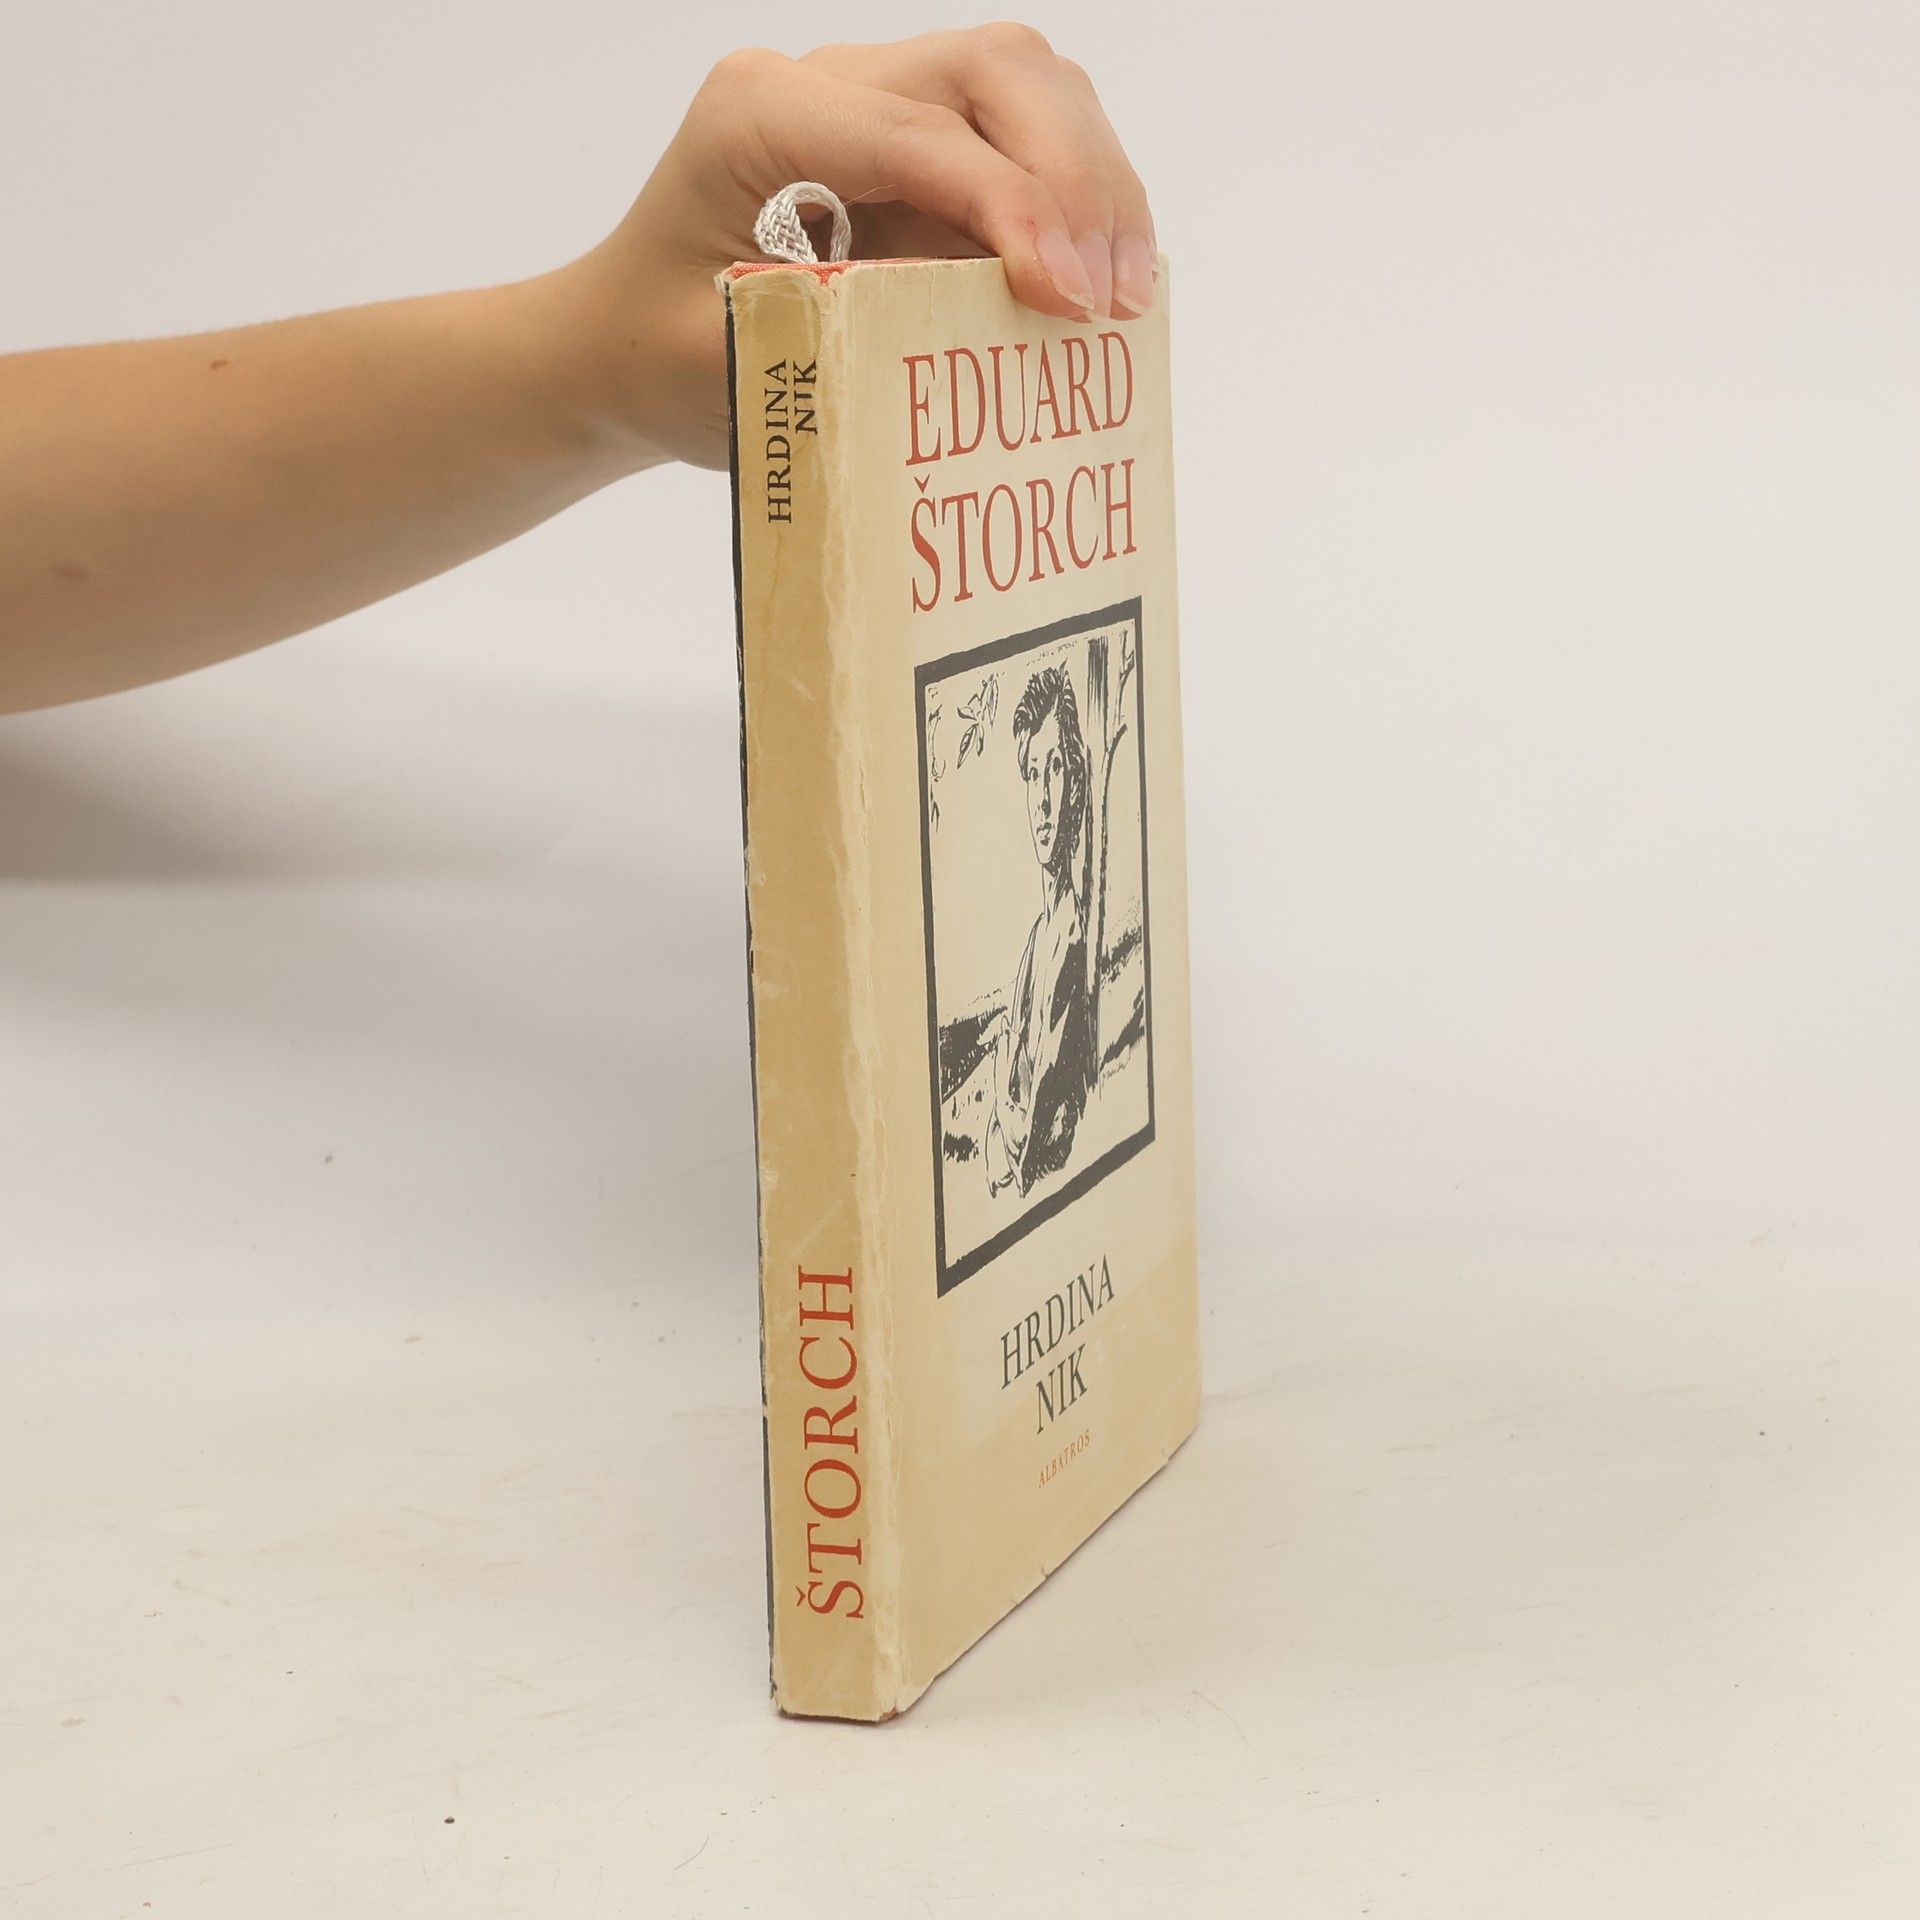 HRDINA
NIK
ŠTORCH
EDUARD
ŠTORCH
HRDINA
NIK
ALBATROS